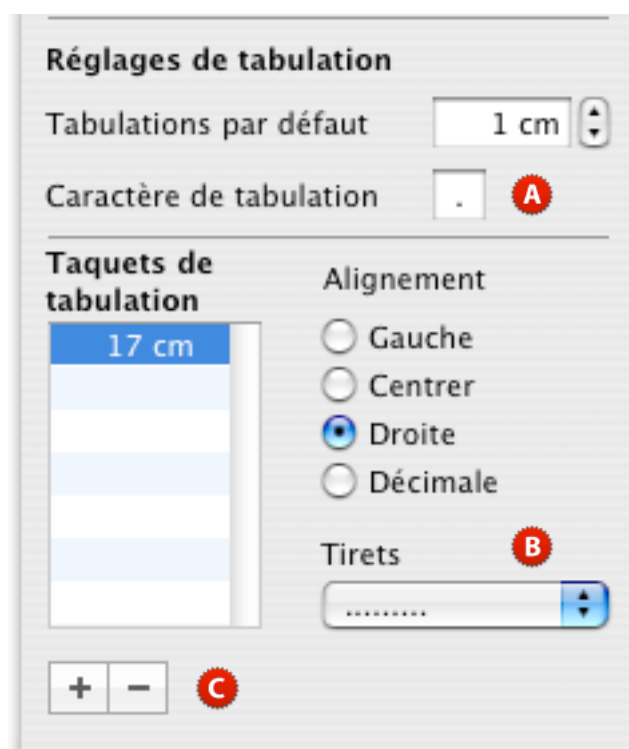 Réglages de tabulation
Tabulations par défaut 1 cm
Caractère de tabulation . A
Taquets de
tabulation
Alignement
17 cm
Gauche
Centrer
Droite
Décimale
Tirets B
.........
+ − C